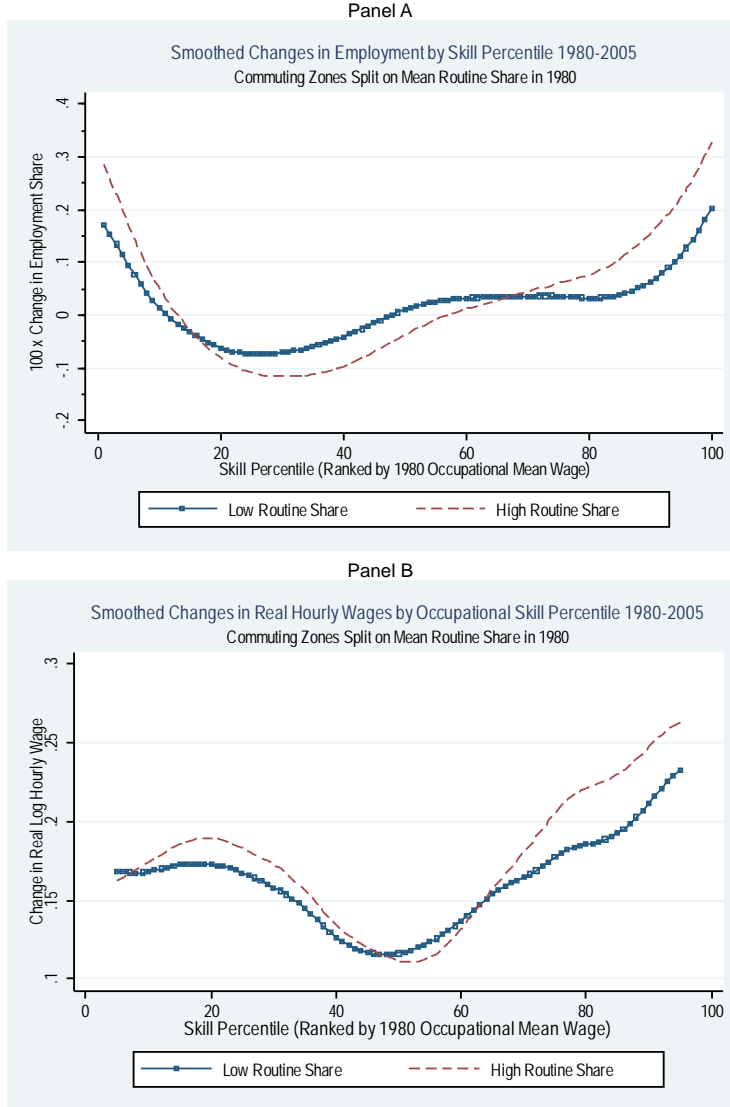 Panel A
Smoothed Changes in Employment by Skill Percentile 1980-2005
Commuting Zones Split on Mean Routine Share in 1980
100 x Change in Employment Share
.4
.3
.2
.1
0
-.1
-.2
0 20 40 60 80 100
Skill Percentile (Ranked by 1980 Occupational Mean Wage)
Low Routine Share High Routine Share
Panel B
Smoothed Changes in Real Hourly Wages by Occupational Skill Percentile 1980-2005
Commuting Zones Split on Mean Routine Share in 1980
Change in Real Log Hourly Wage
.3
.25
.2
.15
.1
0 20 40 60 80 100
Skill Percentile (Ranked by 1980 Occupational Mean Wage)
Low Routine Share High Routine Share